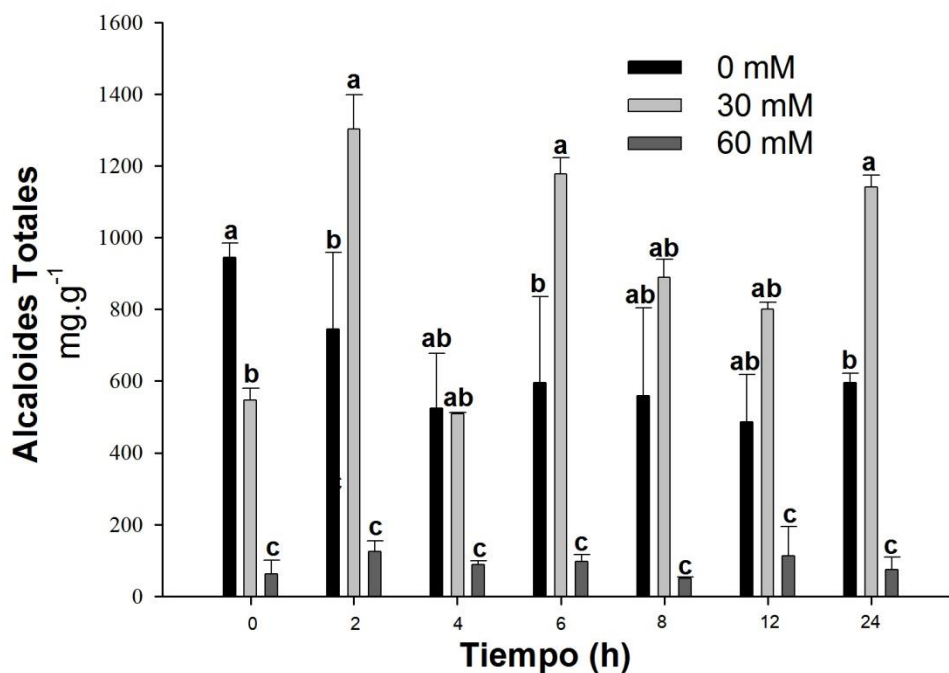 1600
1400
1200
1000
800
600
400
200
0
Alcaloides Totales
mg.g-1
0 mM
30 mM
60 mM
a
b
c
b
a
c
ab
ab
c
b
a
c
ab
ab
c
ab
ab
c
b
a
c
0 2 4 6 8 12 24
Tiempo (h)